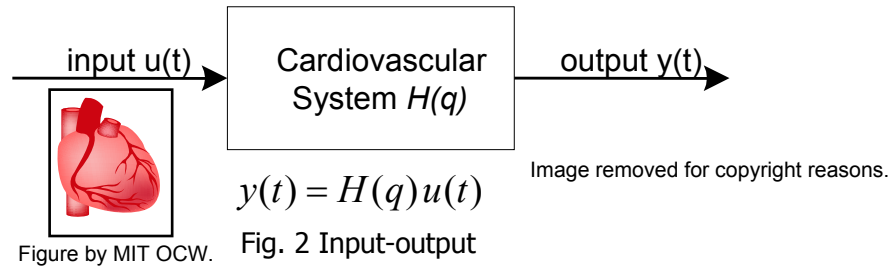 input u(t)
Cardiovascular
System H(q)
output y(t)
Image removed for copyright reasons.
y(t) = H(q)u(t)
Figure by MIT OCW.
Fig. 2 Input-output